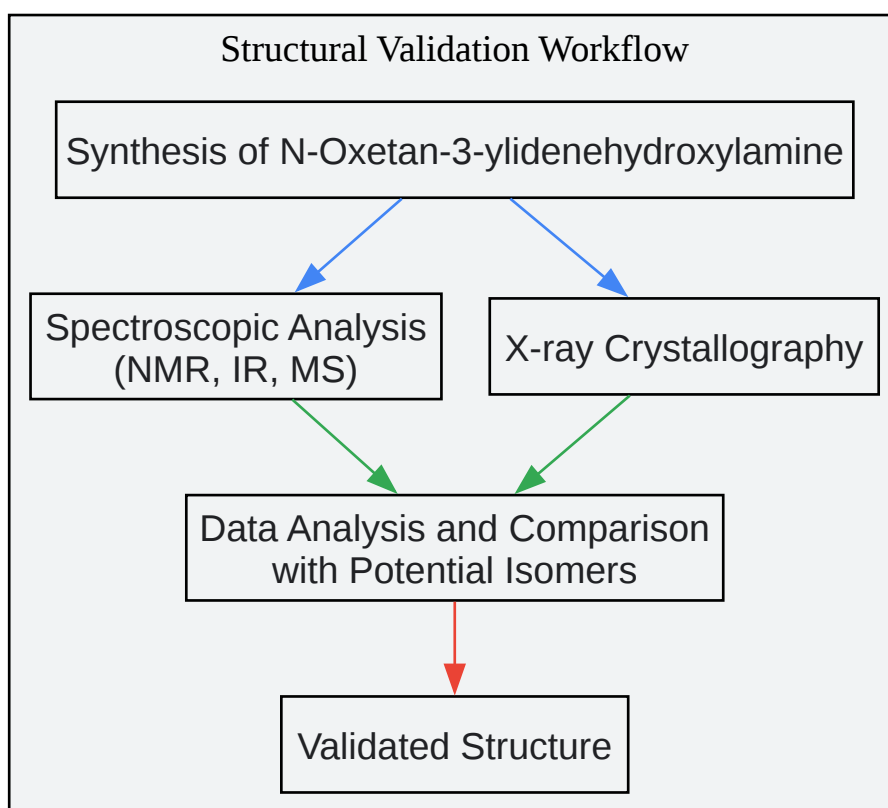 Structural Validation Workflow
Synthesis of N-Oxetan-3-ylidenehydroxylamine
Spectroscopic Analysis
(NMR, IR, MS)
X-ray Crystallography
Data Analysis and Comparison
with Potential Isomers
Validated Structure